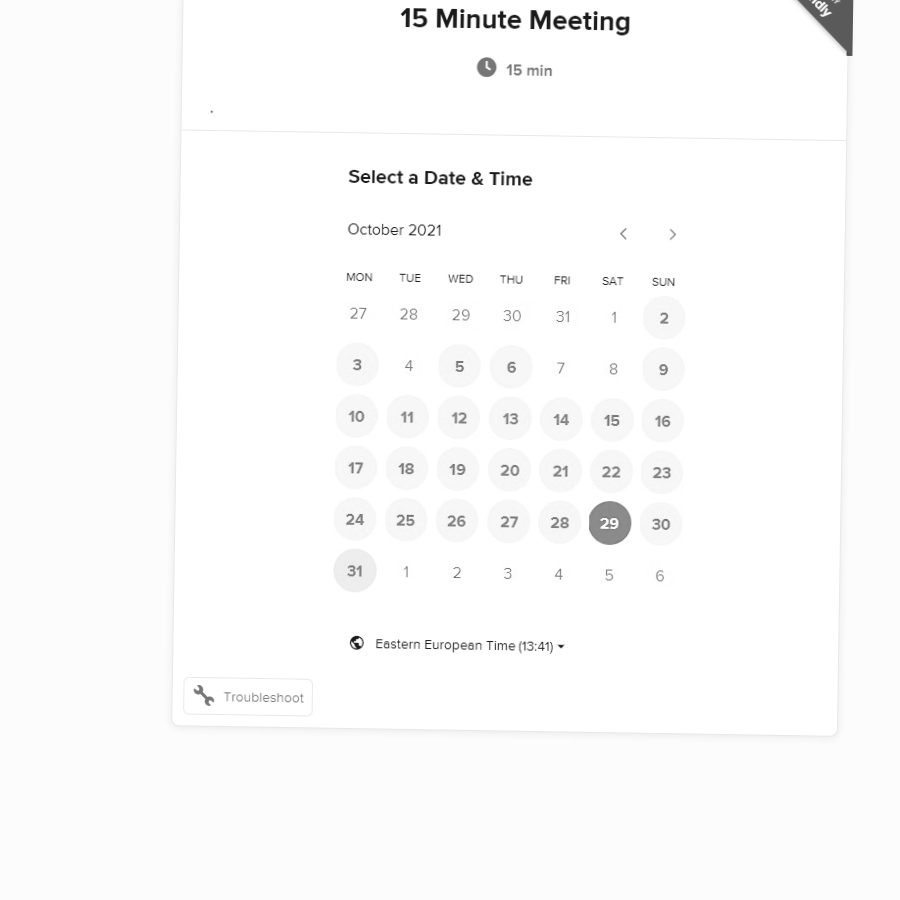 15 Minute Meeting
15 min
.
Select a Date & Time
October 2021
MON TUE WED THU FRI SAT SUN
27 28 29 30 31 1 2
3 4 5 6 7 8 9
10 11 12 13 14 15 16
17 18 19 20 21 22 23
24 25 26 27 28 29 30
31 1 2 3 4 5 6
Eastern European Time (13:41)
Troubleshoot